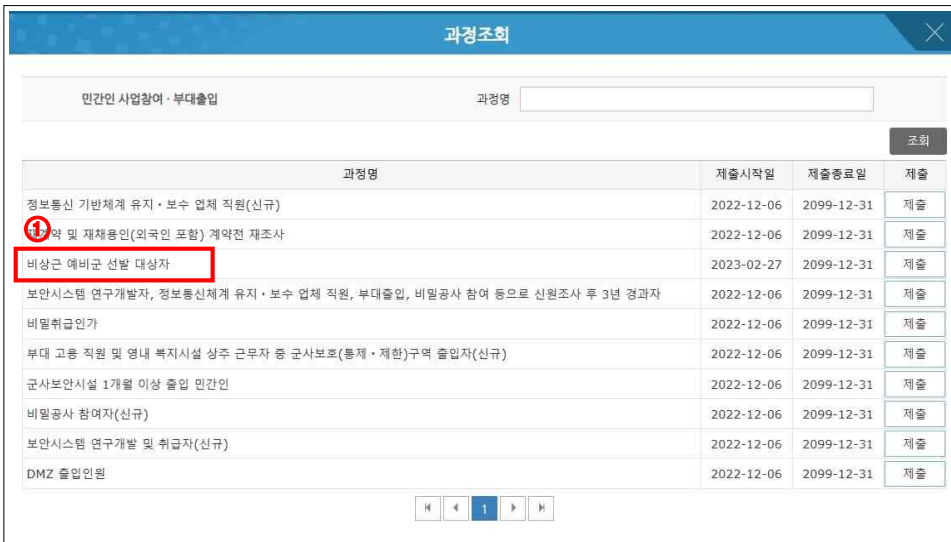 과정조회
민간인 사업참여 · 부대출입 과정명
조회
과정명 제출시작일 제출종료일 제출
정보통신 기반체계 유지・보수 업체 직원(신규) 2022-12-06 2099-12-31 제출
① 약 및 재채용인(외국인 포함) 계약전 재조사 2022-12-06 2099-12-31 제출
비상근 예비군 선발 대상자 2023-02-27 2099-12-31 제출
보안시스템 연구개발자, 정보통신체계 유지・보수 업체 직원, 부대출입, 비밀공사 참여 등으로 신원조사 후 3년 경과자 2022-12-06 2099-12-31 제출
비밀취급인가 2022-12-06 2099-12-31 제출
부대 고용 직원 및 영내 복지시설 상주 근무자 중 군사보호(통제・제한)구역 출입자(신규) 2022-12-06 2099-12-31 제출
군사보안시설 1개월 이상 출입 민간인 2022-12-06 2099-12-31 제출
비밀공사 참여자(신규) 2022-12-06 2099-12-31 제출
보안시스템 연구개발 및 취급자(신규) 2022-12-06 2099-12-31 제출
DMZ 출입인원 2022-12-06 2099-12-31 제출
1